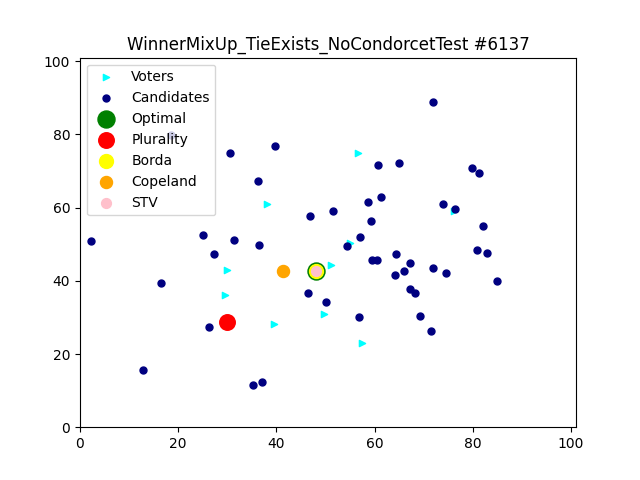 WinnerMixUp_TieExists_NoCondorcetTest #6137
Voters
Candidates
Optimal
Plurality
Borda
Copeland
STV
100
80
60
40
20
0
0 20 40 60 80 100